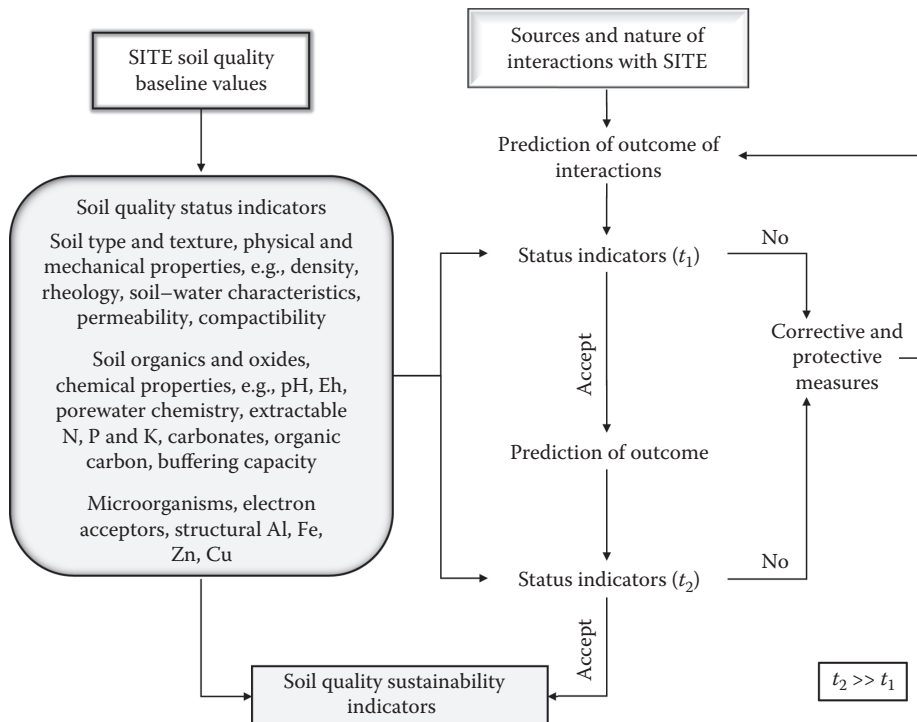 SITE soil quality
baseline values
Sources and nature of
interactions with SITE
Prediction of outcome of
interactions
Soil quality status indicators
Soil type and texture, physical and
mechanical properties, e.g., density,
rheology, soil–water characteristics,
permeability, compactibility
Soil organics and oxides,
chemical properties, e.g., pH, Eh,
porewater chemistry, extractable
N, P and K, carbonates, organic
carbon, buffering capacity
Microorganisms, electron
acceptors, structural Al, Fe,
Zn, Cu
Status indicators (t₁)
No
Accept
Corrective and
protective
measures
Prediction of outcome
Status indicators (t₂)
No
Accept
Soil quality sustainability
indicators
t₂ >> t₁